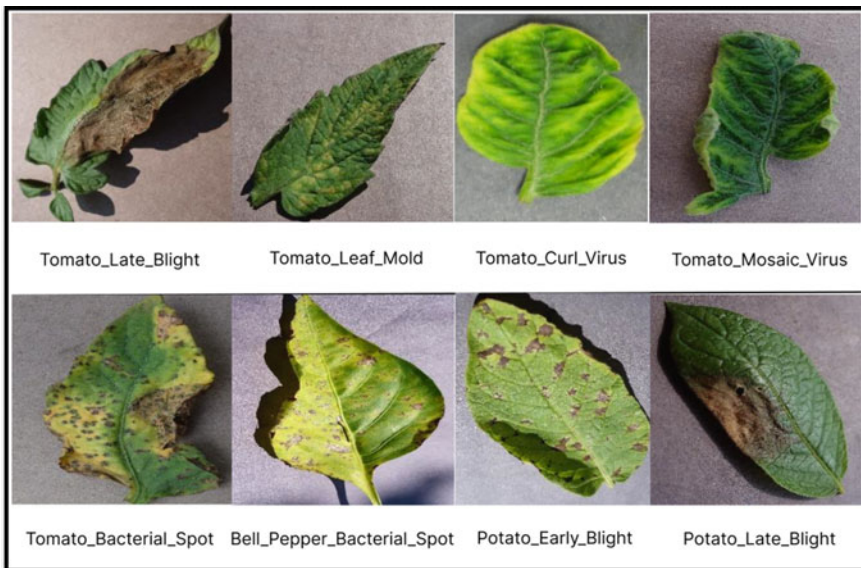 Tomato_Late_Blight Tomato_Leaf_Mold Tomato_Curl_Virus Tomato_Mosaic_Virus
Tomato_Bacterial_Spot Bell_Pepper_Bacterial_Spot Potato_Early_Blight Potato_Late_Blight